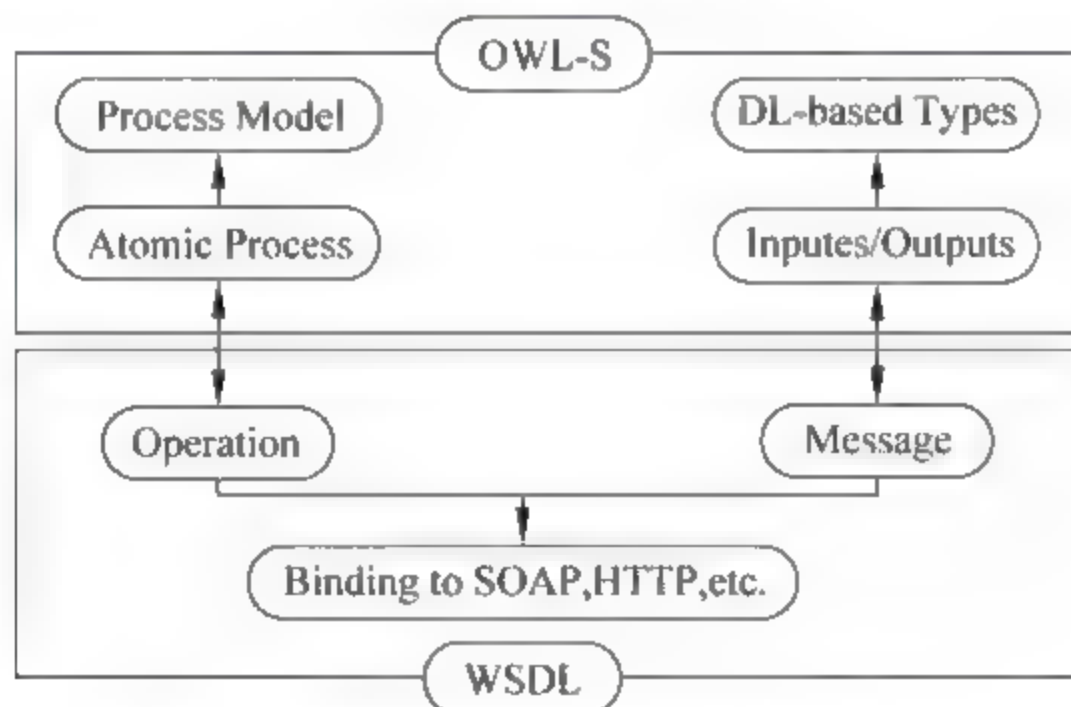 OWL-S
Process Model
DL-based Types
Atomic Process
Inputes/Outputs
Operation
Message
Binding to SOAP,HTTP,etc.
WSDL